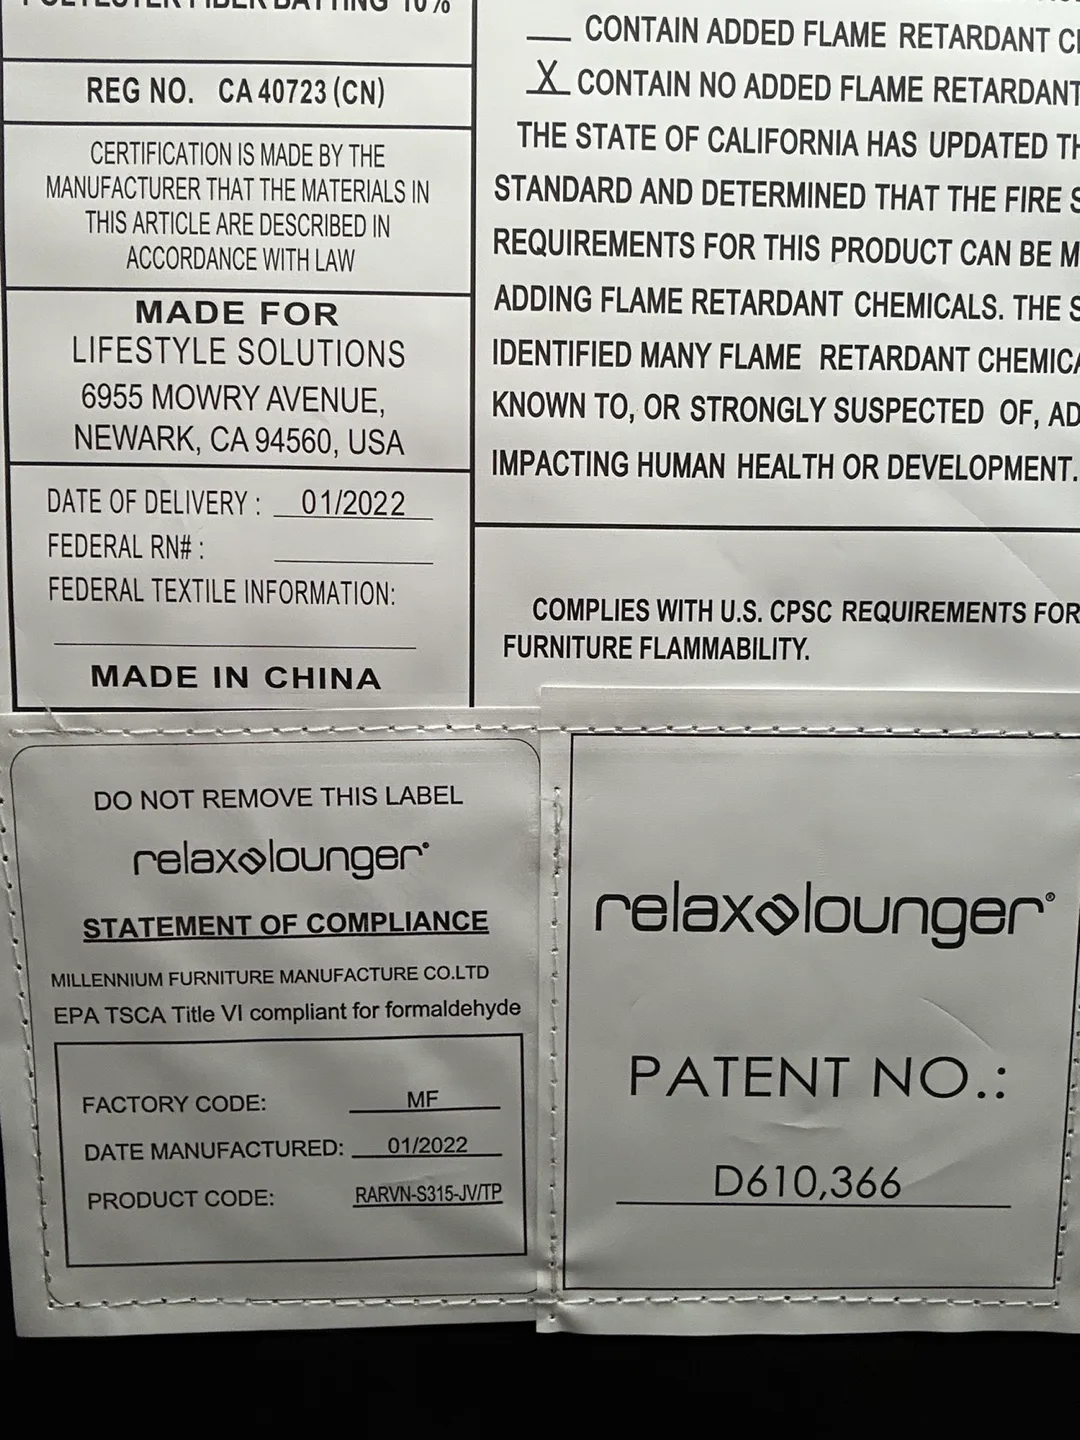 POLYESTER FIBER BATTING 10%
REG NO. CA 40723 (CN)
CERTIFICATION IS MADE BY THE
MANUFACTURER THAT THE MATERIALS IN
THIS ARTICLE ARE DESCRIBED IN
ACCORDANCE WITH LAW
MADE FOR
LIFESTYLE SOLUTIONS
6955 MOWRY AVENUE,
NEWARK, CA 94560, USA
DATE OF DELIVERY : 01/2022
FEDERAL RN# :
FEDERAL TEXTILE INFORMATION:
MADE IN CHINA
CONTAIN ADDED FLAME RETARDANT
X CONTAIN NO ADDED FLAME RETARDANT
THE STATE OF CALIFORNIA HAS UPDATED
STANDARD AND DETERMINED THAT THE FIRE
REQUIREMENTS FOR THIS PRODUCT CAN BE
ADDING FLAME RETARDANT CHEMICALS. THE
IDENTIFIED MANY FLAME RETARDANT
KNOWN TO, OR STRONGLY SUSPECTED OF,
IMPACTING HUMAN HEALTH OR DEVELOPMENT.
COMPLIES WITH U.S. CPSC REQUIREMENTS FOR
FURNITURE FLAMMABILITY.
DO NOT REMOVE THIS LABEL
relaxalounger®
STATEMENT OF COMPLIANCE
MILLENNIUM FURNITURE MANUFACTURE CO.LTD
EPA TSCA Title VI compliant for formaldehyde
FACTORY CODE: MF
DATE MANUFACTURED: 01/2022
PRODUCT CODE: RARVN-S315-JV/TP
relaxalounger®
PATENT NO.:
D610,366